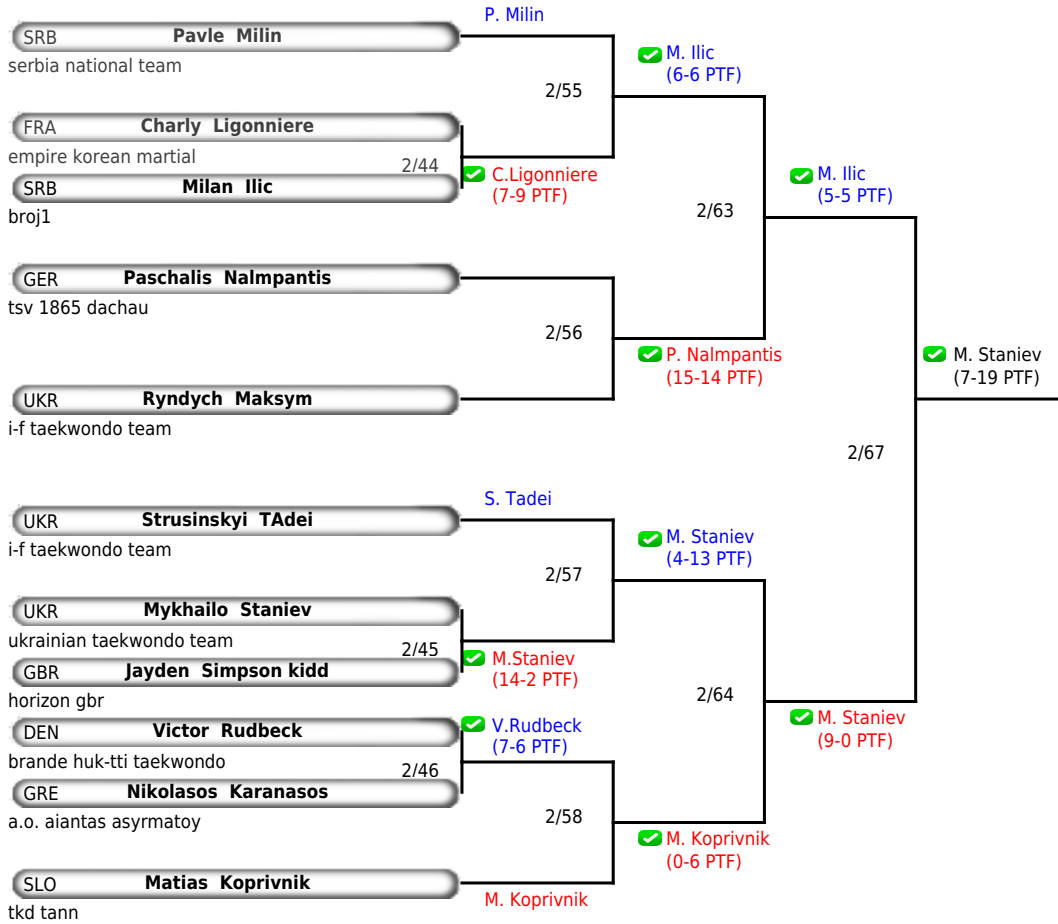 P. Milin
SRB Pavle Milin
serbia national team
M. Ilic
(6-6 PTF)
2/55
FRA Charly Ligonniere
empire korean martial
2/44
C.Ligonniere
(7-9 PTF)
SRB Milan Ilic
broj1
M. Ilic
(5-5 PTF)
2/63
GER Paschalis Nalmpantis
tsv 1865 dachau
2/56
P. Nalmpantis
(15-14 PTF)
M. Staniev
(7-19 PTF)
UKR Ryndych Maksym
i-f taekwondo team
2/67
S. Tadei
UKR Strusinskyi TAdei
i-f taekwondo team
M. Staniev
(4-13 PTF)
2/57
UKR Mykhailo Staniev
ukrainian taekwondo team
2/45
M.Staniev
(14-2 PTF)
GBR Jayden Simpson kidd
horizon gbr
2/64
M. Staniev
(9-0 PTF)
DEN Victor Rudbeck
brande huk-tti taekwondo
V.Rudbeck
(7-6 PTF)
2/46
GRE Nikolasos Karanasos
a.o. aiantas asyrmatoy
2/58
M. Koprivnik
(0-6 PTF)
SLO Matias Koprivnik
M. Koprivnik
tkd tann